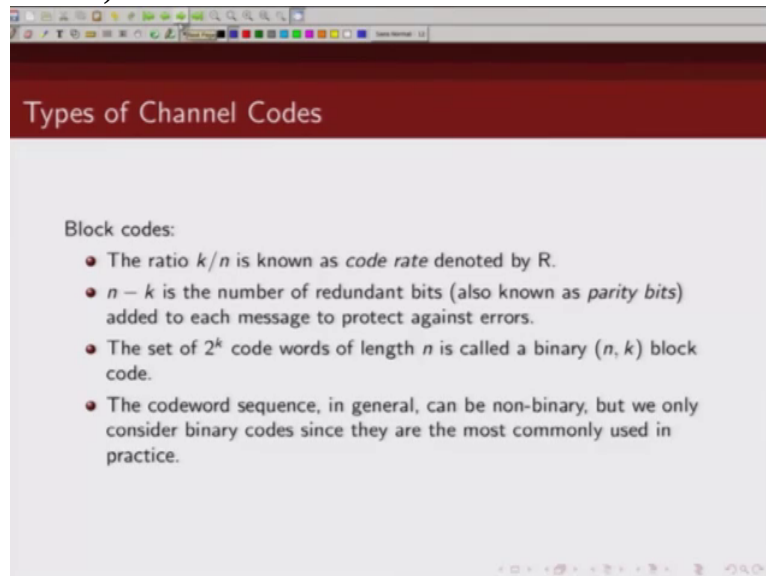 Types of Channel Codes
Block codes:
The ratio k/n is known as code rate denoted by R.
n − k is the number of redundant bits (also known as parity bits)
added to each message to protect against errors.
The set of 2^k code words of length n is called a binary (n, k) block
code.
The codeword sequence, in general, can be non-binary, but we only
consider binary codes since they are the most commonly used in
practice.